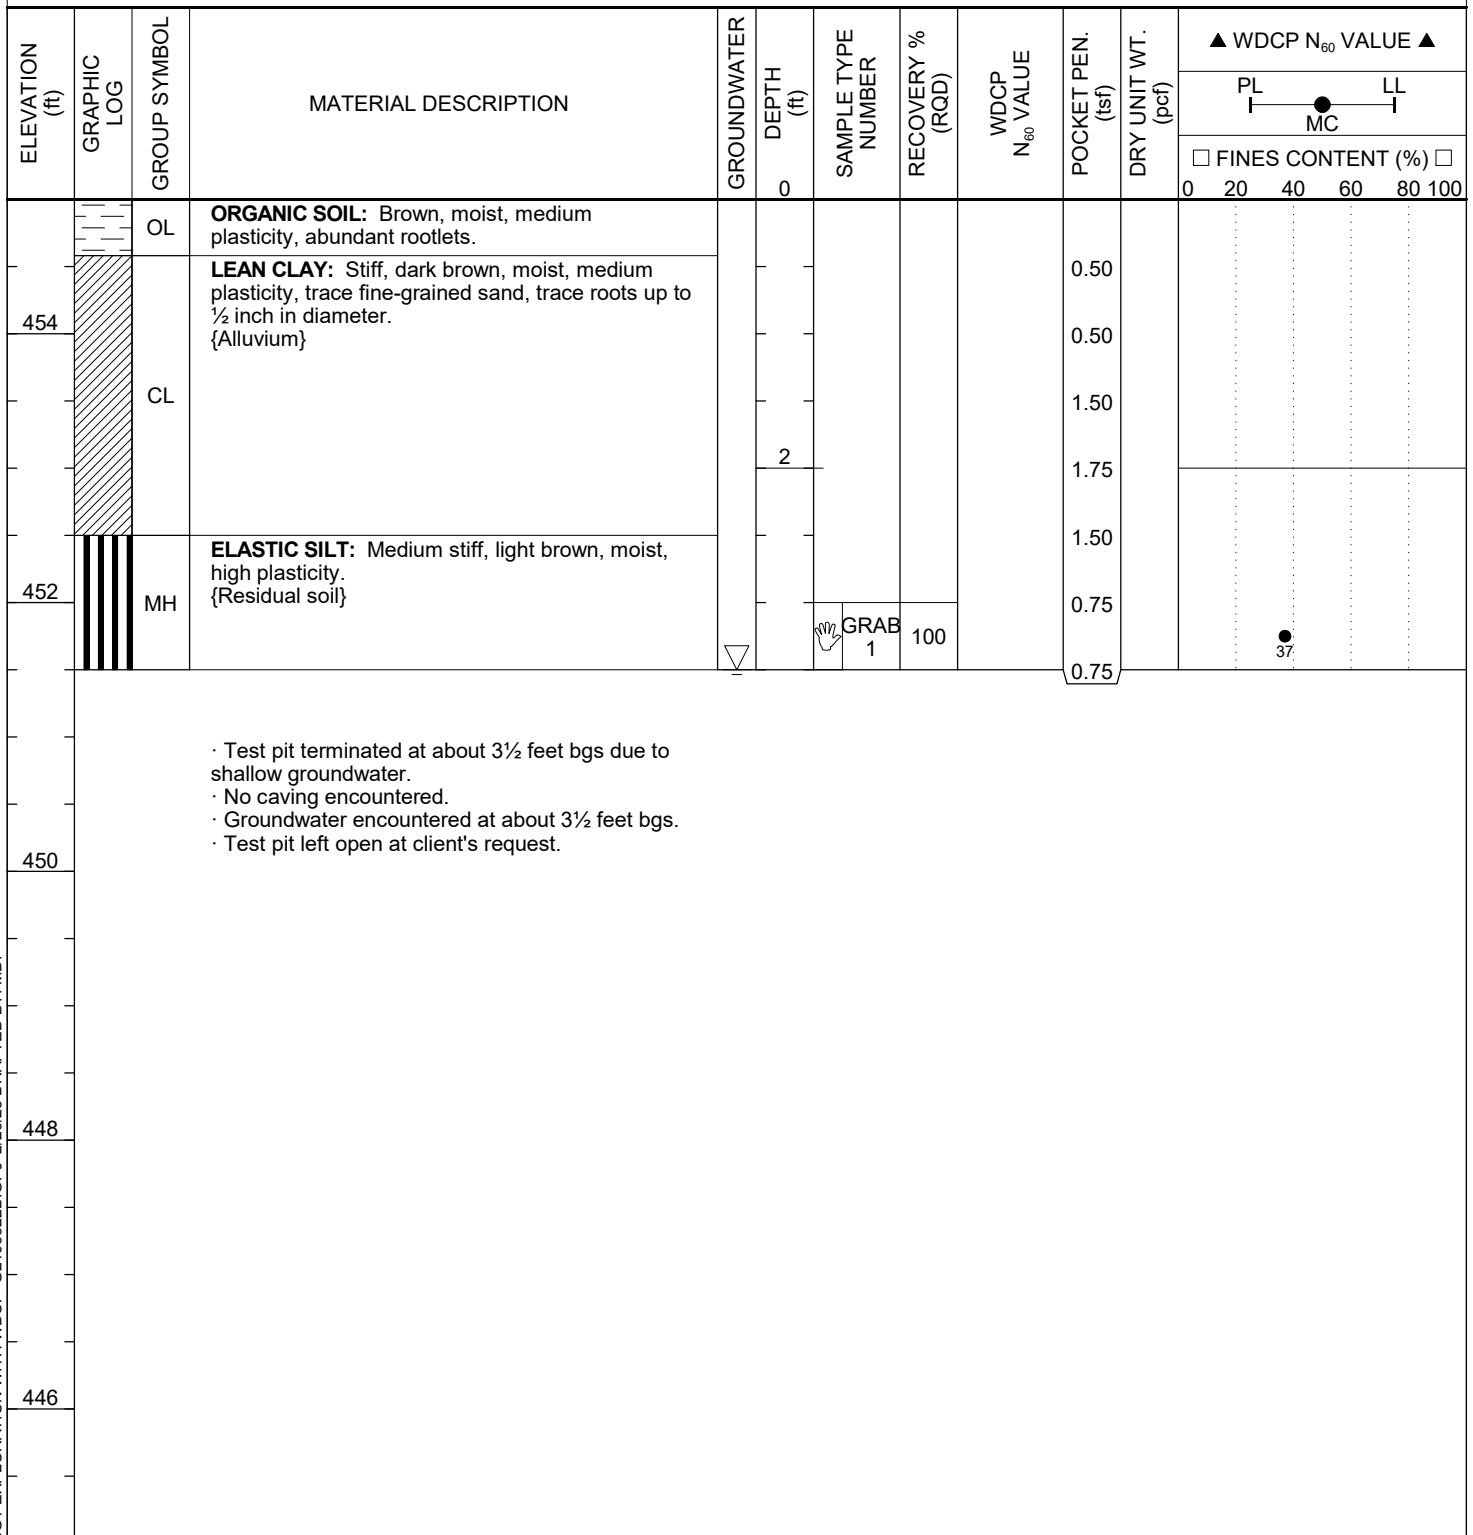 ELEVATION
(ft)
GRAPHIC
LOG
GROUP SYMBOL
MATERIAL DESCRIPTION
GROUNDWATER
DEPTH
(ft)
0
SAMPLE TYPE
NUMBER
RECOVERY %
(RQD)
WDCP
N60 VALUE
POCKET PEN.
(tsf)
DRY UNIT WT.
(pcf)
▲ WDCP N60 VALUE ▲
PL LL
MC
□ FINES CONTENT (%) □
0 20 40 60 80 100
OL
ORGANIC SOIL: Brown, moist, medium
plasticity, abundant rootlets.
LEAN CLAY: Stiff, dark brown, moist, medium
plasticity, trace fine-grained sand, trace roots up to
½ inch in diameter.
{Alluvium}
0.50
454
0.50
CL
1.50
2
1.75
1.50
ELASTIC SILT: Medium stiff, light brown, moist,
high plasticity.
{Residual soil}
452
MH
0.75
GRAB
1
100
37
0.75
· Test pit terminated at about 3½ feet bgs due to
shallow groundwater.
· No caving encountered.
· Groundwater encountered at about 3½ feet bgs.
· Test pit left open at client's request.
450
448
446